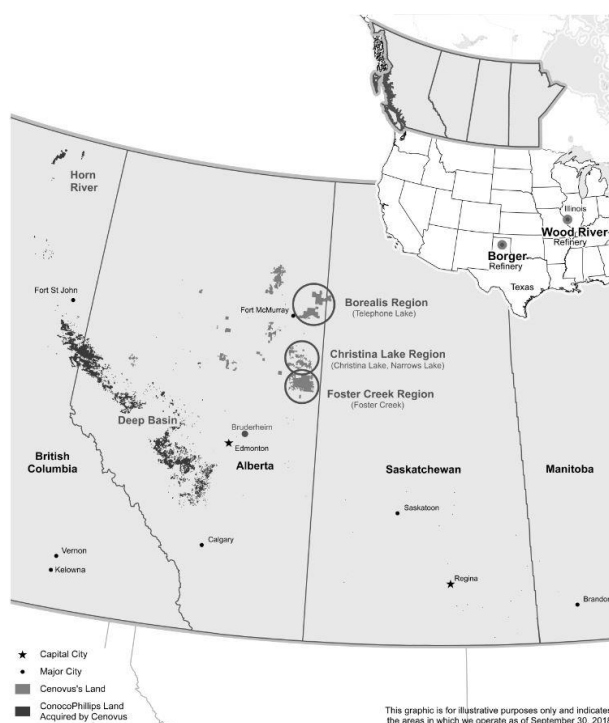 Horn
River
Illinois
Wood River
Refinery
Borger
Refinery
Texas
Fort St John
Fort McMurray
Borealis Region
(Telephone Lake)
Christina Lake Region
(Christina Lake, Narrows Lake)
Foster Creek Region
(Foster Creek)
Deep Basin
Bruderheim
Edmonton
British
Columbia
Alberta
Saskatchewan
Manitoba
Saskatoon
Calgary
Vernon
Kelowna
Regina
Brandon
Capital City
Major City
Cenovus's Land
ConocoPhillips Land
Acquired by Cenovus
This graphic is for illustrative purposes only and indicates
the areas in which we operate as of September 30,